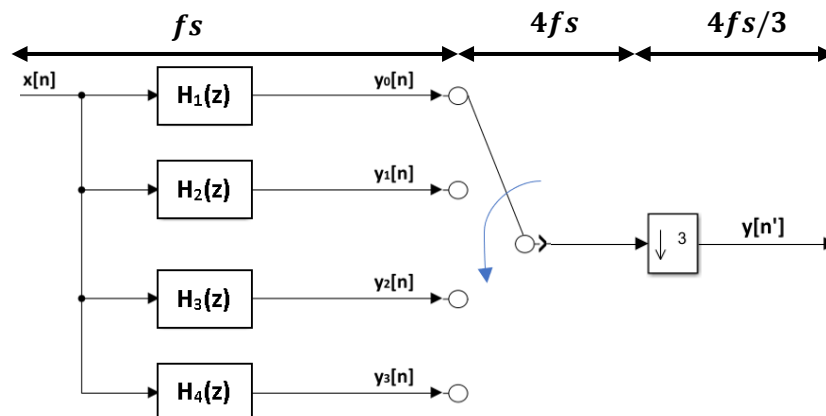 fs 4fs 4fs/3
x[n] H₁(z) y₀[n]
H₂(z) y₁[n]
↓ 3 y[n']
H₃(z) y₂[n]
H₄(z) y₃[n]